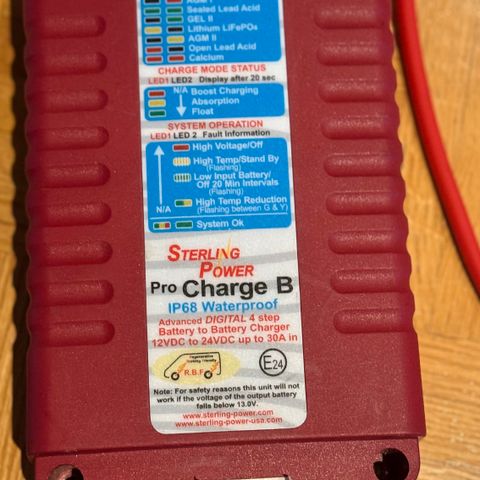 Sealed Lead Acid
GEL II
Lithium LiFePO₄
AGM II
Open Lead Acid
Calcium
CHARGE MODE STATUS
LED1 LED2 Display after 20 sec
N/A Boost Charging
Absorption
Float
SYSTEM OPERATION
LED1 LED 2 Fault Information
High Voltage/Off
High Temp/Stand By
(Flashing)
Low Input Battery/
Off 20 Min Intervals
(Flashing)
High Temp Reduction
N/A (Flashing between G & Y)
System Ok
STERLING
POWER
Pro Charge B
IP68 Waterproof
Advanced DIGITAL 4 step
Battery to Battery Charger
12VDC to 24VDC up to 30A in
R.B.F
E24
Note: For safety reasons this unit will not
work if the voltage of the output battery
falls below 13.0V.
www.sterling-power.com
www.sterling-power-usa.com